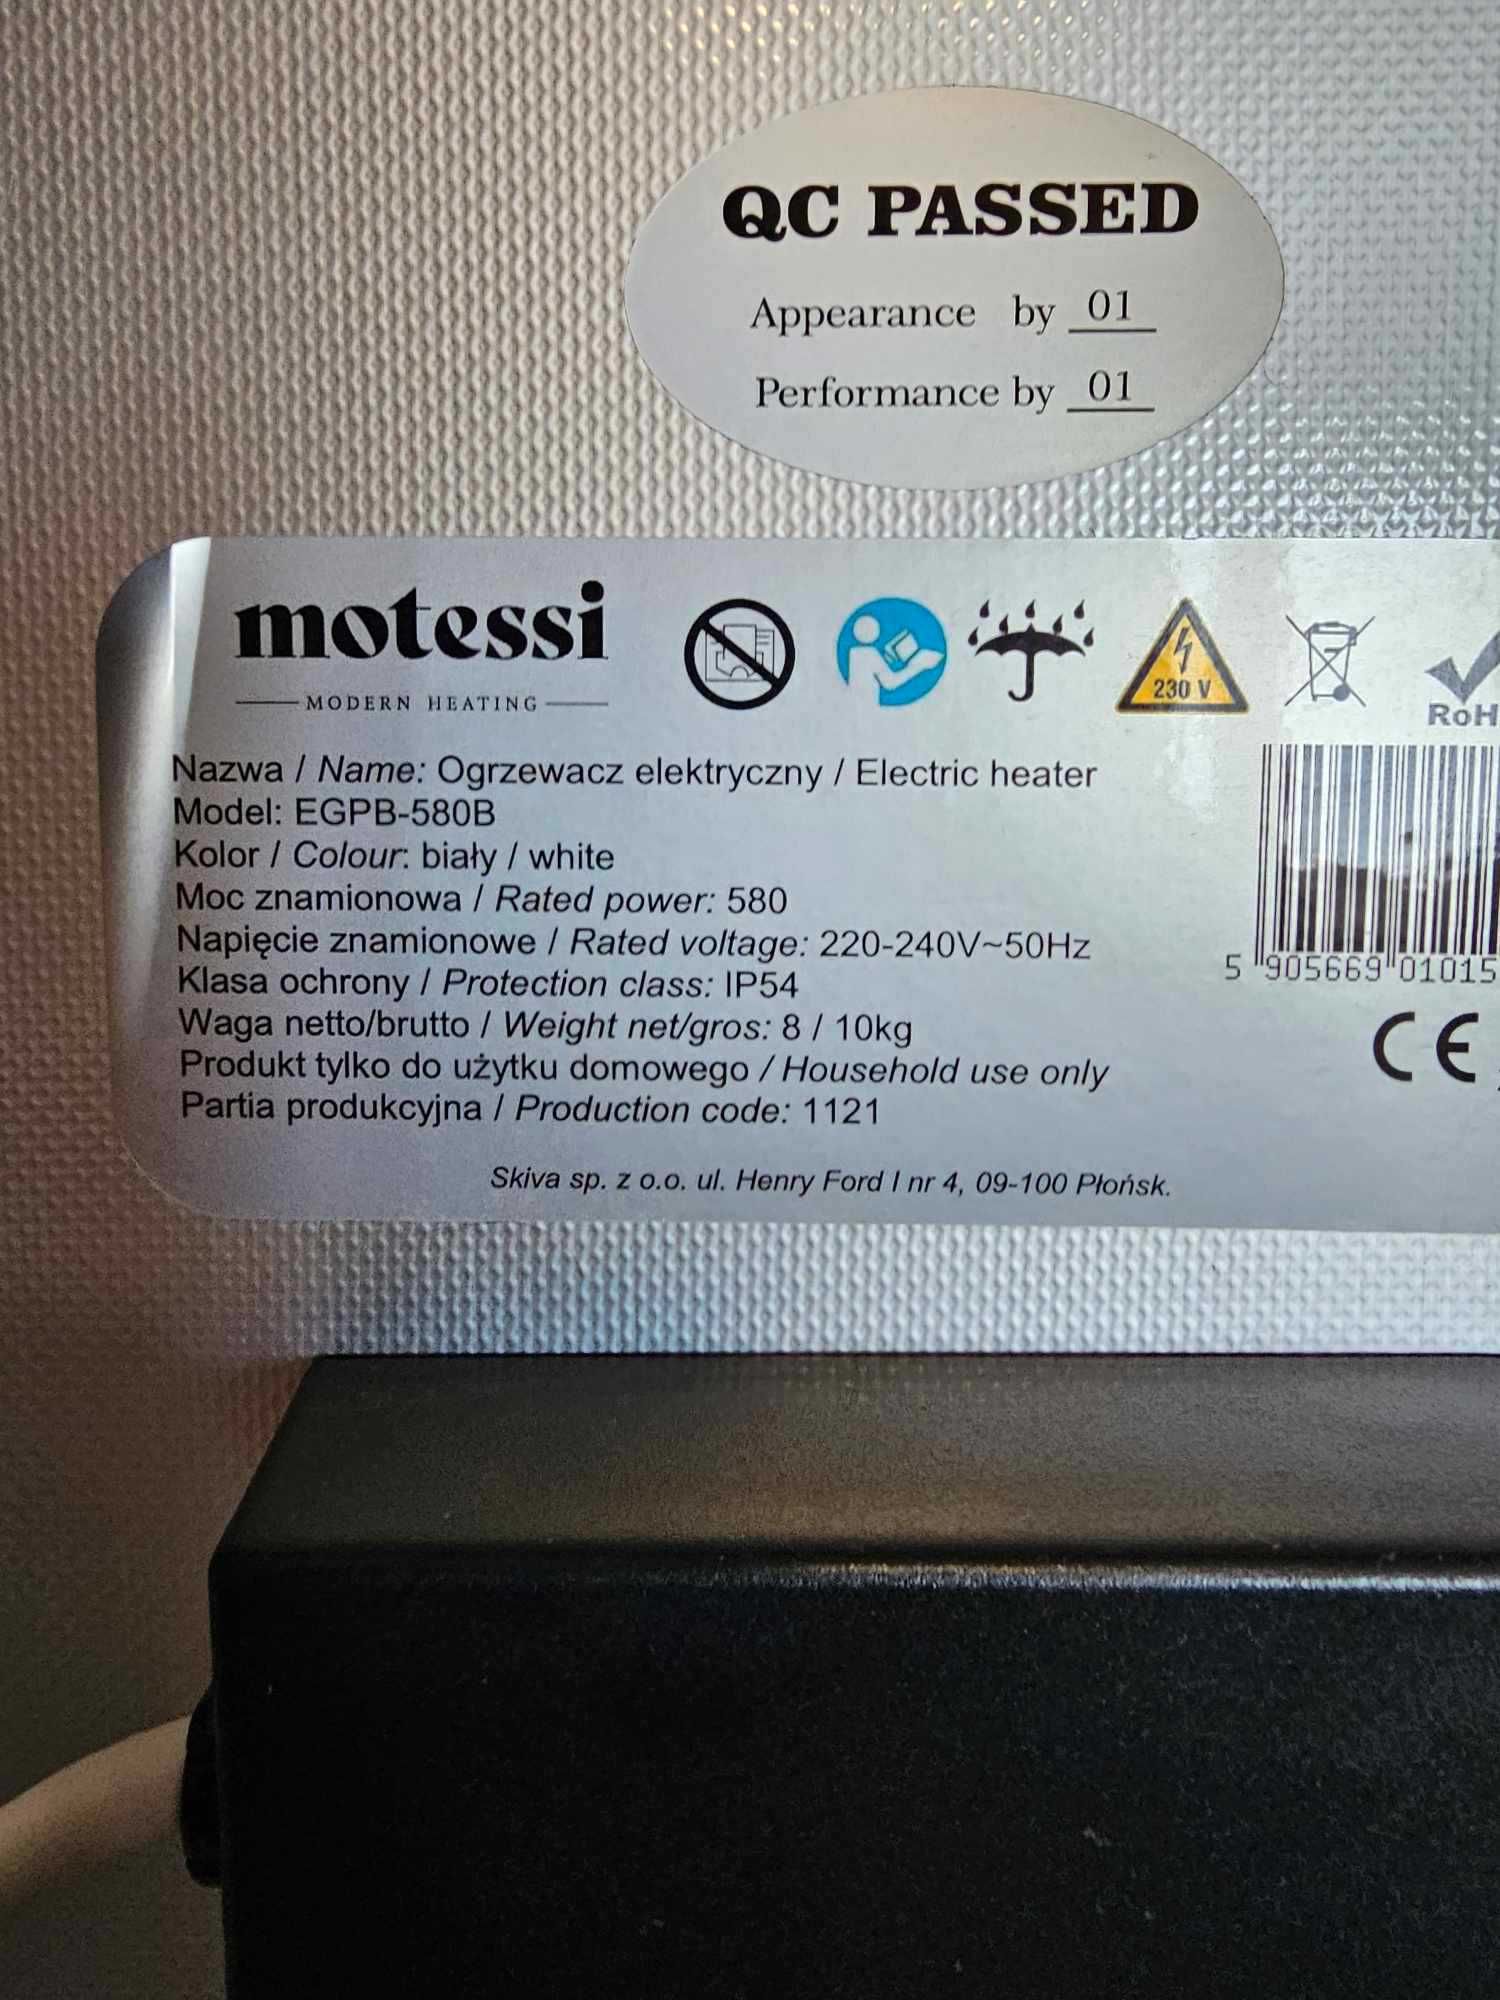 QC PASSED
Appearance by 01
Performance by 01
motessi
MODERN HEATING
230 V
RoH
Nazwa / Name: Ogrzewacz elektryczny / Electric heater
Model: EGPB-580B
Kolor / Colour: biały / white
Moc znamionowa / Rated power: 580
Napięcie znamionowe / Rated voltage: 220-240V~50Hz
Klasa ochrony / Protection class: IP54
Waga netto/brutto / Weight net/gros: 8 / 10kg
Produkt tylko do użytku domowego / Household use only
Partia produkcyjna / Production code: 1121
5 905669 01015
CE
Skiva sp. z o.o. ul. Henry Ford I nr 4, 09-100 Płońsk.